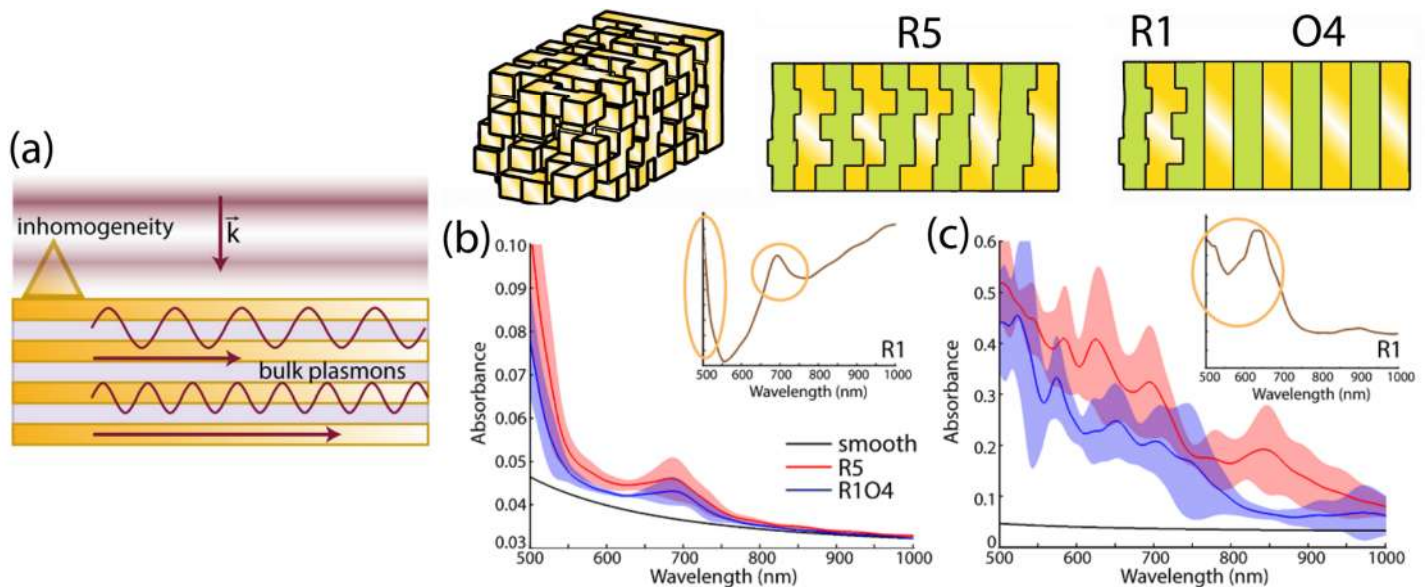 R5
R1
O4
(a)
inhomogeneity
k
bulk plasmons
(b)
Absorbance
0.10
0.09
0.08
0.07
0.06
0.05
0.04
0.03
500 600 700 800 900 1000
Wavelength (nm)
smooth
R5
R1O4
R1
500 600 700 800 900 1000
Wavelength (nm)
(c)
Absorbance
0.6
0.5
0.4
0.3
0.2
0.1
0
500 600 700 800 900 1000
Wavelength (nm)
R1
500 600 700 800 900 1000
Wavelength (nm)